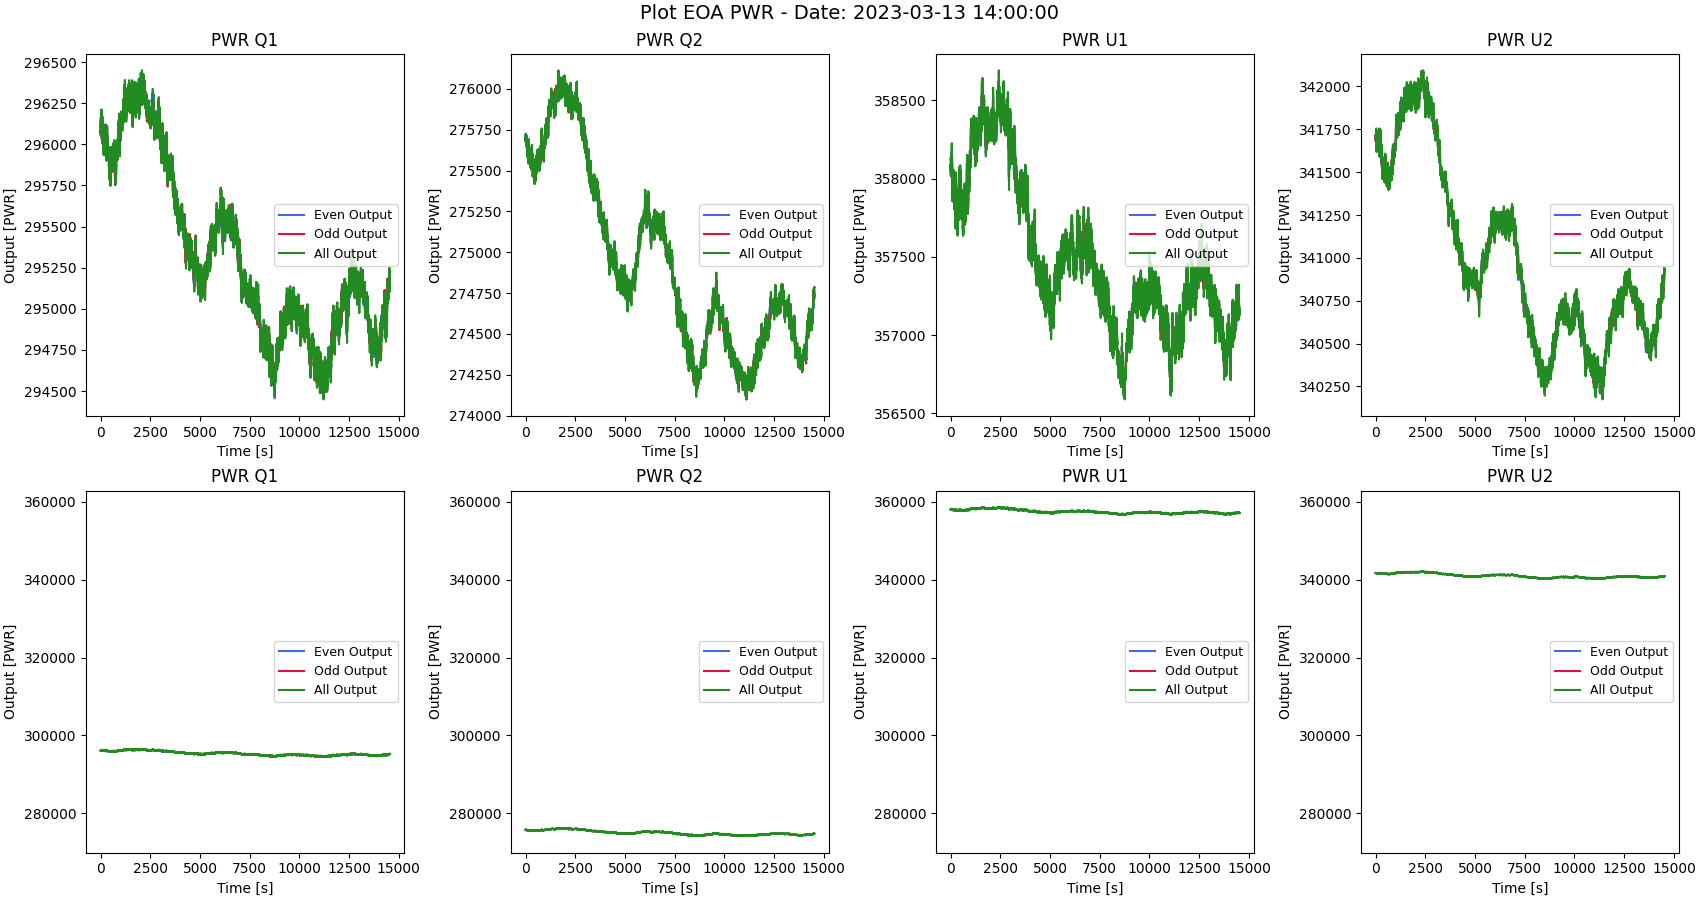 Plot EOA PWR - Date: 2023-03-13 14:00:00
PWR Q1
Output [PWR]
296500
296250
296000
295750
295500
295250
295000
294750
294500
Even Output
Odd Output
All Output
0 2500 5000 7500 10000 12500 15000
Time [s]
PWR Q2
Output [PWR]
276000
275750
275500
275250
275000
274750
274500
274250
274000
Even Output
Odd Output
All Output
0 2500 5000 7500 10000 12500 15000
Time [s]
PWR U1
Output [PWR]
358500
358000
357500
357000
356500
Even Output
Odd Output
All Output
0 2500 5000 7500 10000 12500 15000
Time [s]
PWR U2
Output [PWR]
342000
341750
341500
341250
341000
340750
340500
340250
Even Output
Odd Output
All Output
0 2500 5000 7500 10000 12500 15000
Time [s]
PWR Q1
Output [PWR]
360000
340000
320000
300000
280000
Even Output
Odd Output
All Output
0 2500 5000 7500 10000 12500 15000
Time [s]
PWR Q2
Output [PWR]
360000
340000
320000
300000
280000
Even Output
Odd Output
All Output
0 2500 5000 7500 10000 12500 15000
Time [s]
PWR U1
Output [PWR]
360000
340000
320000
300000
280000
Even Output
Odd Output
All Output
0 2500 5000 7500 10000 12500 15000
Time [s]
PWR U2
Output [PWR]
360000
340000
320000
300000
280000
Even Output
Odd Output
All Output
0 2500 5000 7500 10000 12500 15000
Time [s]